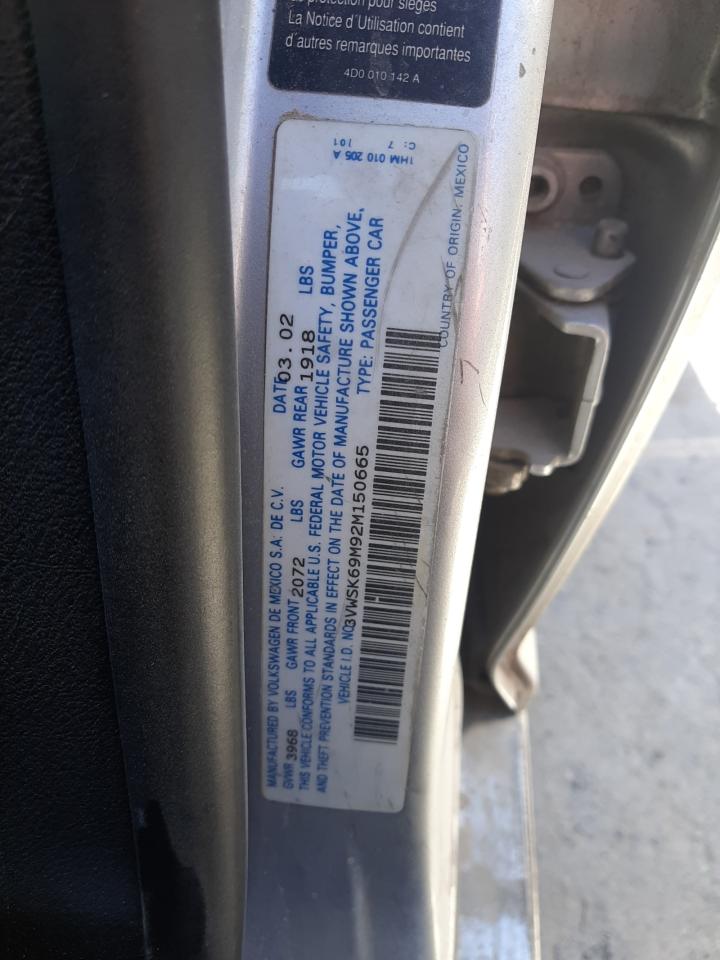 protection pour sièges
La Notice d´Utilisation contient
d´autres remarques importantes
4D0 010 142 A
MANUFACTURED BY VOLKSWAGEN DE MEXICO S.A. DE C.V. DATE 03.02
GVWR 3968 LBS GAWR FRONT 2072 LBS GAWR REAR 1918 LBS
THIS VEHICLE CONFORMS TO ALL APPLICABLE U.S. FEDERAL MOTOR VEHICLE SAFETY, BUMPER,
AND THEFT PREVENTION STANDARDS IN EFFECT ON THE DATE OF MANUFACTURE SHOWN ABOVE,
VEHICLE I.D. NO. 3VWSK69M92M150665 TYPE: PASSENGER CAR
COUNTRY OF ORIGIN: MEXICO
1HM 010 205 A
C: 7
101